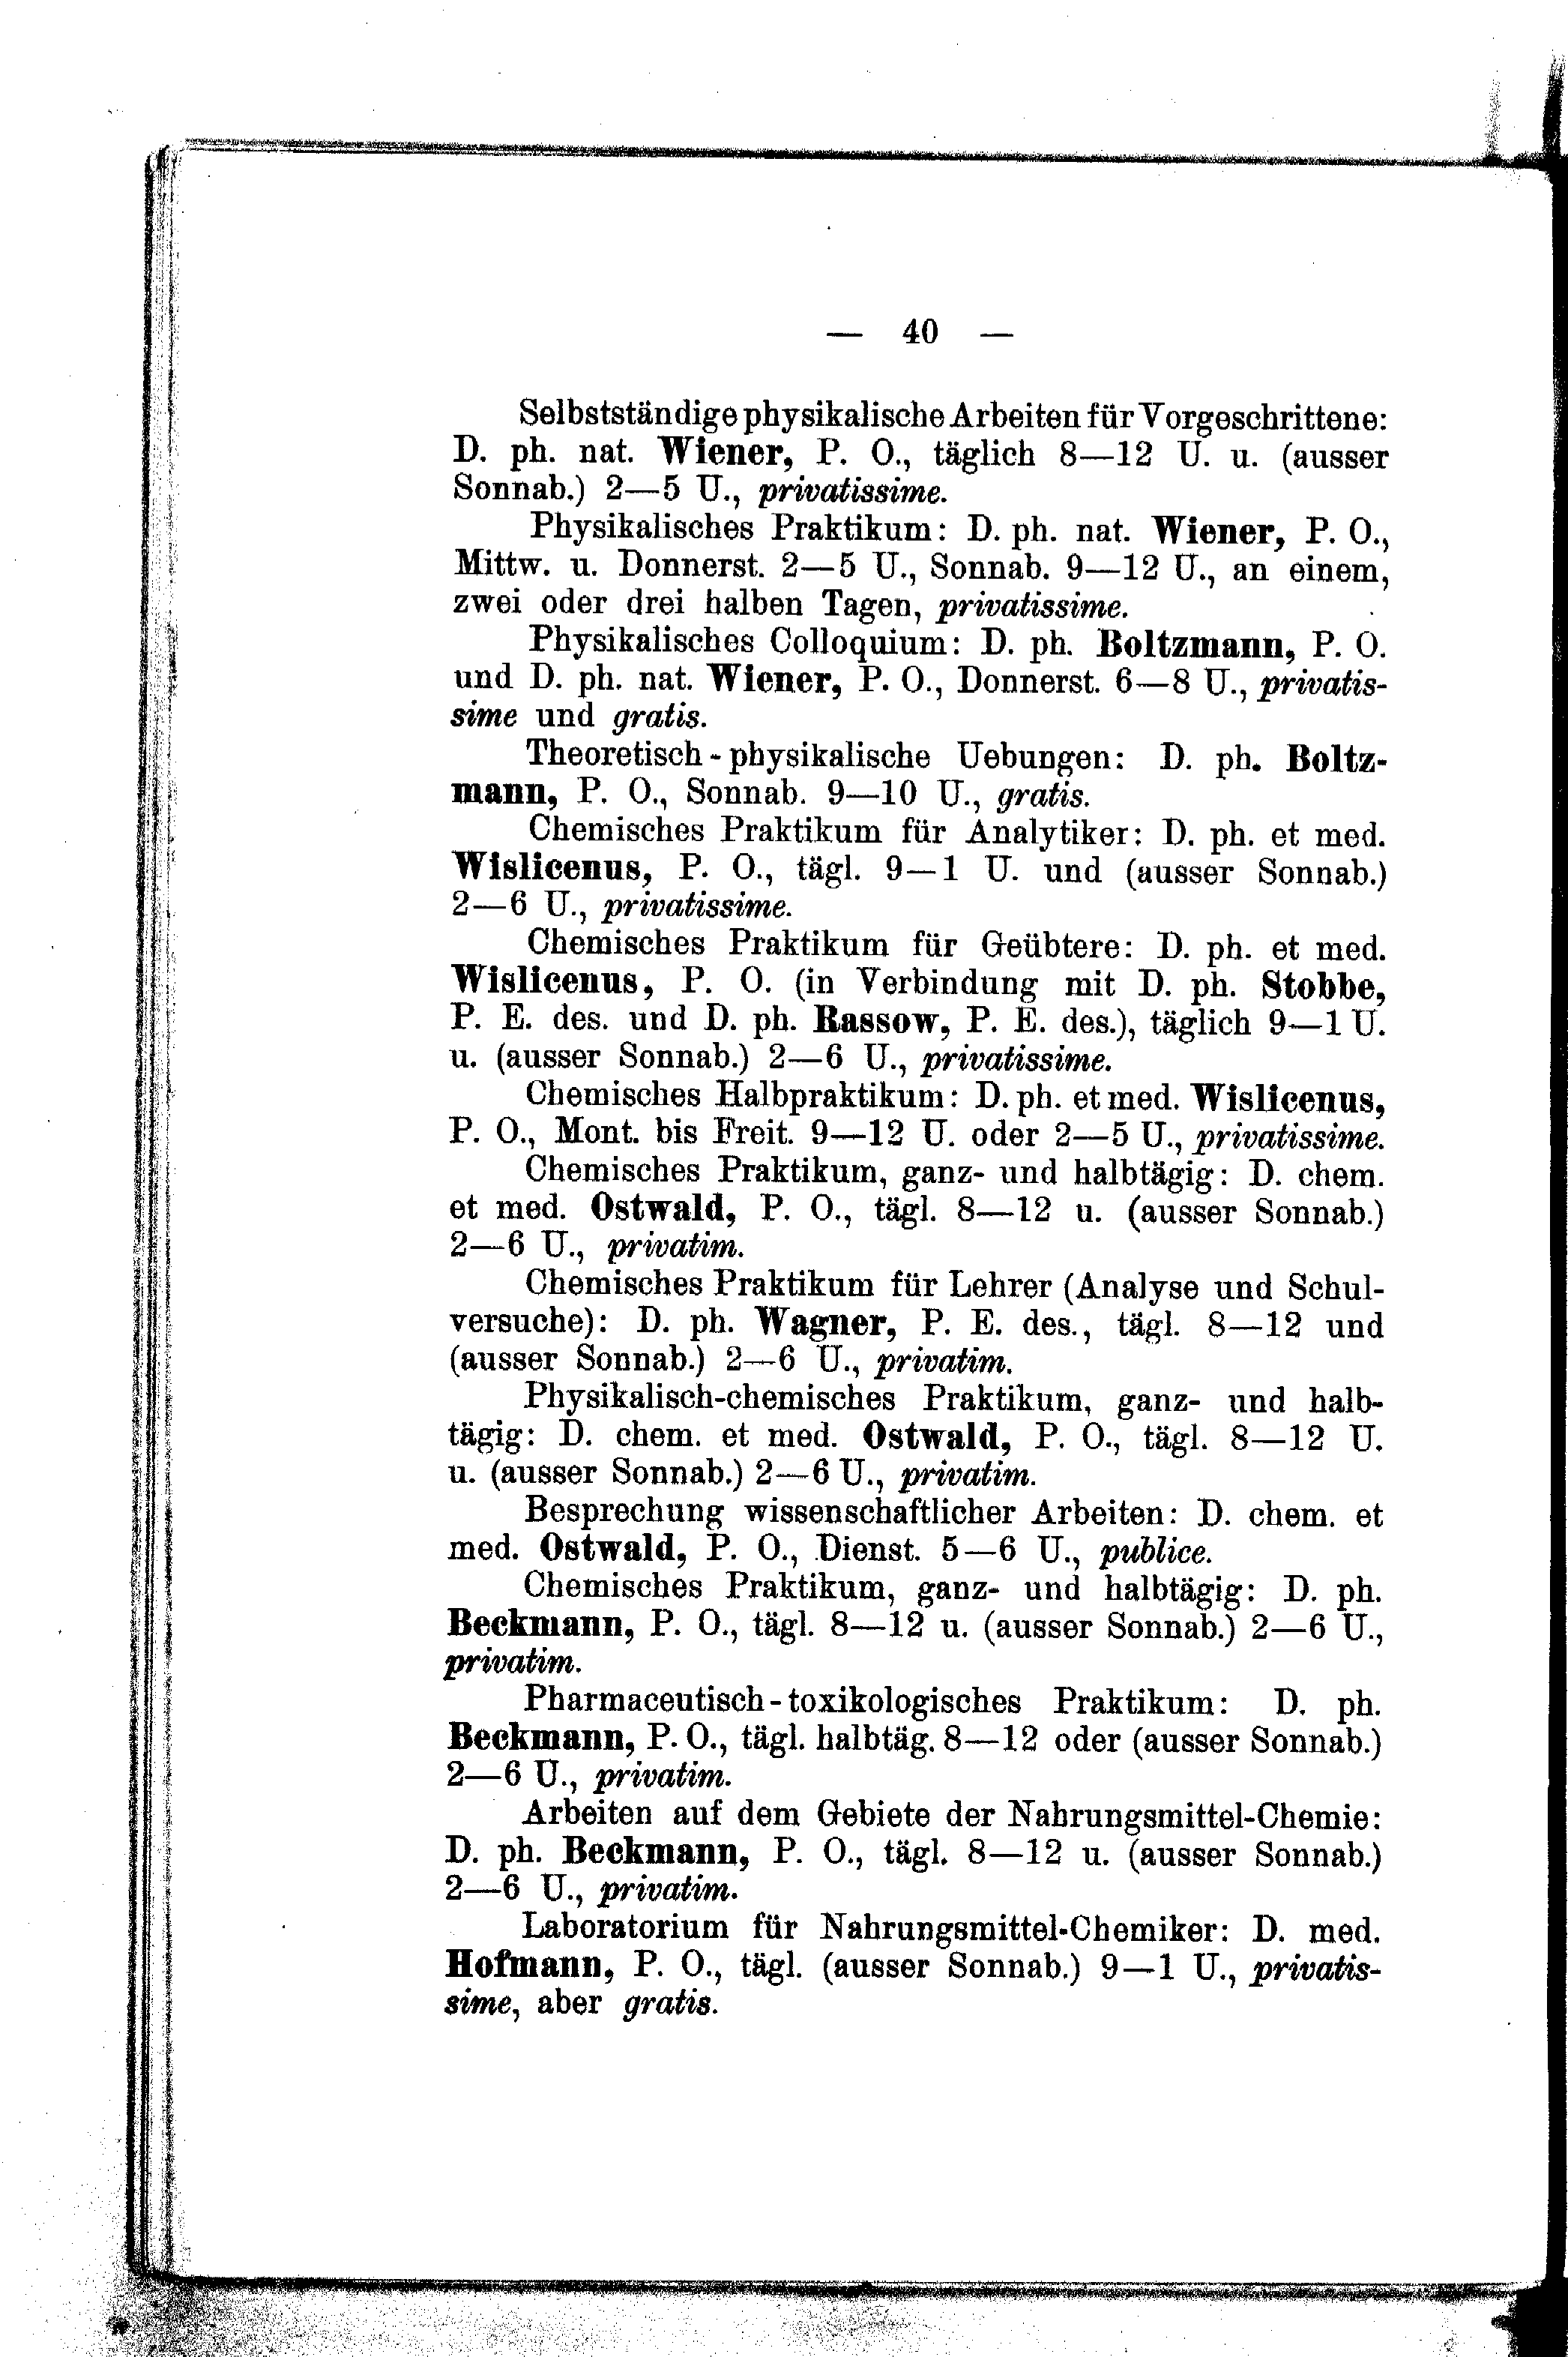 — 40 —
Selbstständige physikalische Arbeiten für Vorgeschrittene:
D. ph. nat. Wiener, P. O., täglich 8—12 U. u. (ausser
Sonnab.) 2—5 U., privatissime.
Physikalisches Praktikum: D. ph. nat. Wiener, P. O.,
Mittw. u. Donnerst. 2—5 U., Sonnab. 9—12 U., an einem,
zwei oder drei halben Tagen, privatissime.
Physikalisches Colloquium: D. ph. Boltzmann, P. O.
und D. ph. nat. Wiener, P. O., Donnerst. 6—8 U., privatis-
sime und gratis.
Theoretisch-physikalische Uebungen: D. ph. Boltz-
mann, P. O., Sonnab. 9—10 U., gratis.
Chemisches Praktikum für Analytiker: D. ph. et med.
Wislicenus, P. O., tägl. 9—1 U. und (ausser Sonnab.)
2—6 U., privatissime.
Chemisches Praktikum für Geübtere: D. ph. et med.
Wislicenus, P. O. (in Verbindung mit D. ph. Stobbe,
P. E. des. und D. ph. Rassow, P. E. des.), täglich 9—1 U.
u. (ausser Sonnab.) 2—6 U., privatissime.
Chemisches Halbpraktikum: D. ph. et med. Wislicenus,
P. O., Mont. bis Freit. 9—12 U. oder 2—5 U., privatissime.
Chemisches Praktikum, ganz- und halbtägig: D. chem.
et med. Ostwald, P. O., tägl. 8—12 u. (ausser Sonnab.)
2—6 U., privatim.
Chemisches Praktikum für Lehrer (Analyse und Schul-
versuche): D. ph. Wagner, P. E. des., tägl. 8—12 und
(ausser Sonnab.) 2—6 U., privatim.
Physikalisch-chemisches Praktikum, ganz- und halb-
tägig: D. chem. et med. Ostwald, P. O., tägl. 8—12 U.
u. (ausser Sonnab.) 2—6 U., privatim.
Besprechung wissenschaftlicher Arbeiten: D. chem. et
med. Ostwald, P. O., Dienst. 5—6 U., publice.
Chemisches Praktikum, ganz- und halbtägig: D. ph.
Beckmann, P. O., tägl. 8—12 u. (ausser Sonnab.) 2—6 U.,
privatim.
Pharmaceutisch-toxikologisches Praktikum: D. ph.
Beckmann, P. O., tägl. halbtäg. 8—12 oder (ausser Sonnab.)
2—6 U., privatim.
Arbeiten auf dem Gebiete der Nahrungsmittel-Chemie:
D. ph. Beckmann, P. O., tägl. 8—12 u. (ausser Sonnab.)
2—6 U., privatim.
Laboratorium für Nahrungsmittel-Chemiker: D. med.
Hofmann, P. O., tägl. (ausser Sonnab.) 9—1 U., privatis-
sime, aber gratis.